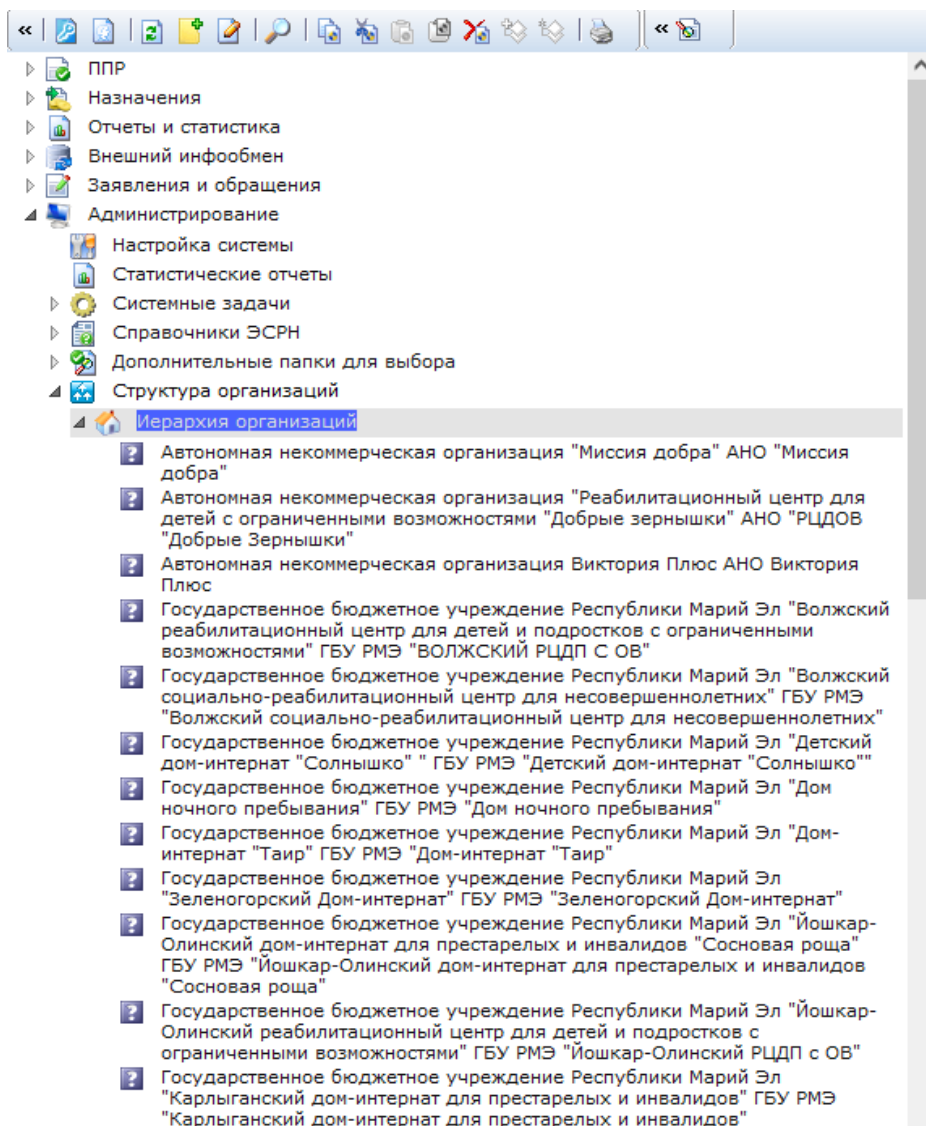 ППР
Назначения
Отчеты и статистика
Внешний инфообмен
Заявления и обращения
Администрирование
Настройка системы
Статистические отчеты
Системные задачи
Справочники ЭСРН
Дополнительные папки для выбора
Структура организаций
Иерархия организаций
Автономная некоммерческая организация "Миссия добра" АНО "Миссия
добра"
Автономная некоммерческая организация "Реабилитационный центр для
детей с ограниченными возможностями "Добрые зернышки" АНО "РЦДОВ
"Добрые Зернышки"
Автономная некоммерческая организация Виктория Плюс АНО Виктория
Плюс
Государственное бюджетное учреждение Республики Марий Эл "Волжский
реабилитационный центр для детей и подростков с ограниченными
возможностями" ГБУ РМЭ "ВОЛЖСКИЙ РЦДП С ОВ"
Государственное бюджетное учреждение Республики Марий Эл "Волжский
социально-реабилитационный центр для несовершеннолетних" ГБУ РМЭ
"Волжский социально-реабилитационный центр для несовершеннолетних"
Государственное бюджетное учреждение Республики Марий Эл "Детский
дом-интернат "Солнышко" " ГБУ РМЭ "Детский дом-интернат "Солнышко""
Государственное бюджетное учреждение Республики Марий Эл "Дом
ночного пребывания" ГБУ РМЭ "Дом ночного пребывания"
Государственное бюджетное учреждение Республики Марий Эл "Дом-
интернат "Таир" ГБУ РМЭ "Дом-интернат "Таир"
Государственное бюджетное учреждение Республики Марий Эл
"Зеленогорский Дом-интернат" ГБУ РМЭ "Зеленогорский Дом-интернат"
Государственное бюджетное учреждение Республики Марий Эл "Йошкар-
Олинский дом-интернат для престарелых и инвалидов "Сосновая роща"
ГБУ РМЭ "Йошкар-Олинский дом-интернат для престарелых и инвалидов
"Сосновая роща"
Государственное бюджетное учреждение Республики Марий Эл "Йошкар-
Олинский реабилитационный центр для детей и подростков с
ограниченными возможностями" ГБУ РМЭ "Йошкар-Олинский РЦДП с ОВ"
Государственное бюджетное учреждение Республики Марий Эл
"Карлыганский дом-интернат для престарелых и инвалидов" ГБУ РМЭ
"Карлыганский дом-интернат для престарелых и инвалидов"